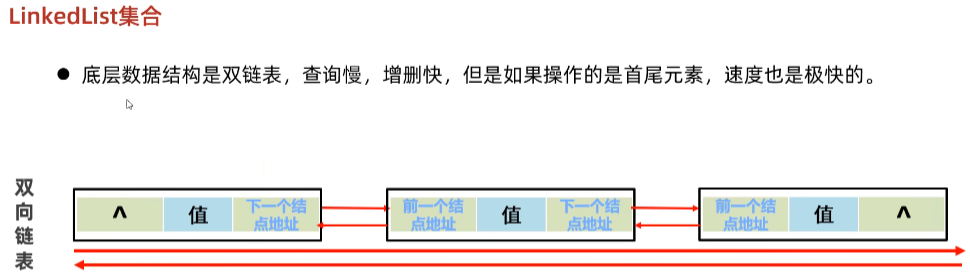 LinkedList集合
● 底层数据结构是双链表，查询慢，增删快，但是如果操作的是首尾元素，速度也是极快的。
双向链表
^ 值 下一个结点地址
前一个结点地址 值 下一个结点地址
前一个结点地址 值 ^